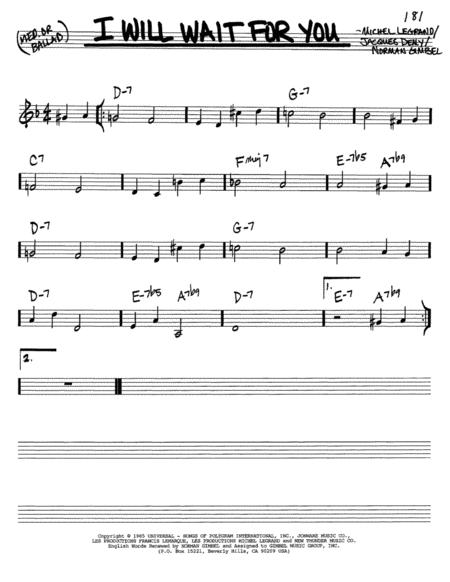 181
(MED. OR BALLAD)
I WILL WAIT FOR YOU
-MICHEL LEGRAND/
JACQUES DEMY/
NORMAN GIMBEL
D-7 G-7
C7 Fmaj7 E-7b5 A7b9
D-7 G-7
D-7 E-7b5 A7b9 D-7 1. E-7 A7b9
2.
Copyright © 1965 UNIVERSAL - SONGS OF POLYGRAM INTERNATIONAL, INC., JONWARE MUSIC CO.,
LES PRODUCTIONS FRANCIS LEMARQUE, LES PRODUCTIONS MICHEL LEGRAND and NEW THUNDER MUSIC CO.
English Words Renewed by NORMAN GIMBEL and Assigned to GIMBEL MUSIC GROUP, INC.
(P.O. Box 15221, Beverly Hills, CA 90209 USA)